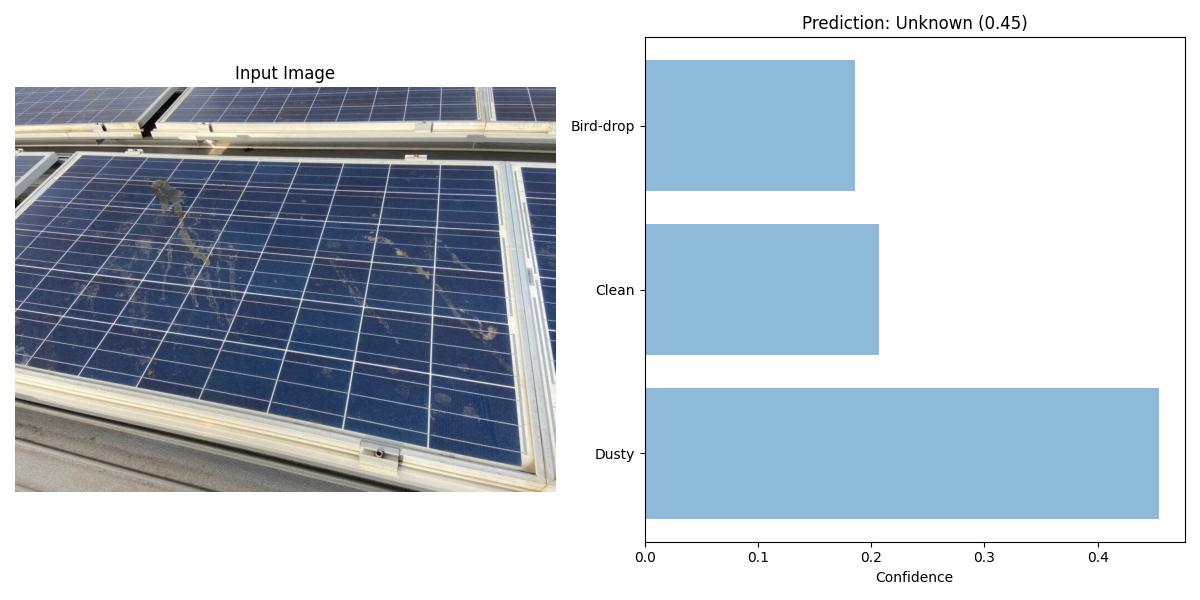 Input Image
Prediction: Unknown (0.45)
Bird-drop
Clean
Dusty
0.0 0.1 0.2 0.3 0.4
Confidence